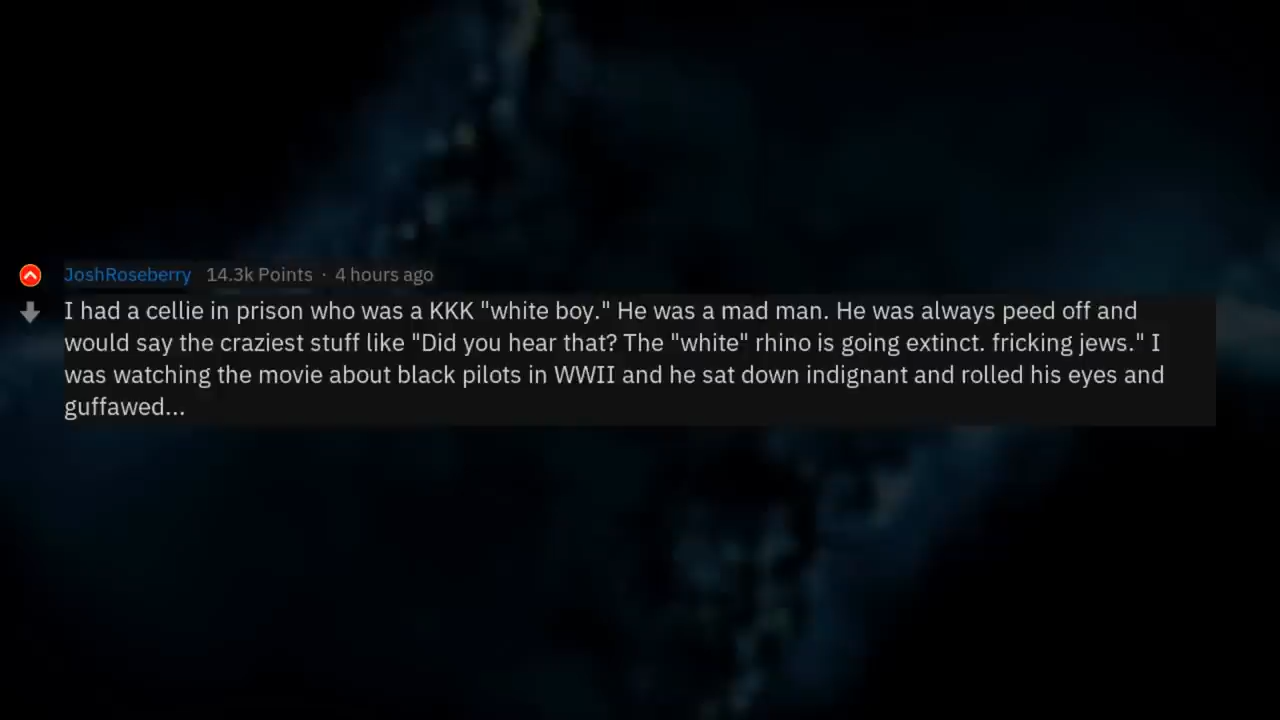 JoshRoseberry 14.3k Points · 4 hours ago
I had a cellie in prison who was a KKK "white boy." He was a mad man. He was always peed off and
would say the craziest stuff like "Did you hear that? The "white" rhino is going extinct. fricking jews." I
was watching the movie about black pilots in WWII and he sat down indignant and rolled his eyes and
guffawed...